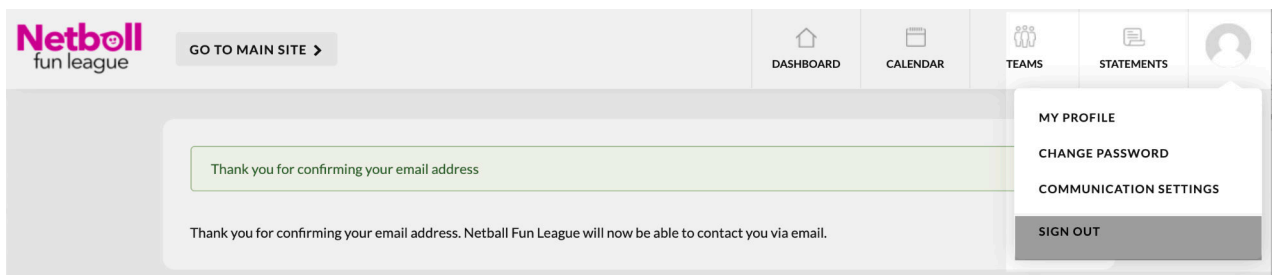 Netboll
fun league
GO TO MAIN SITE >
DASHBOARD
CALENDAR
TEAMS
STATEMENTS
MY PROFILE
CHANGE PASSWORD
COMMUNICATION SETTINGS
SIGN OUT
Thank you for confirming your email address
Thank you for confirming your email address. Netball Fun League will now be able to contact you via email.